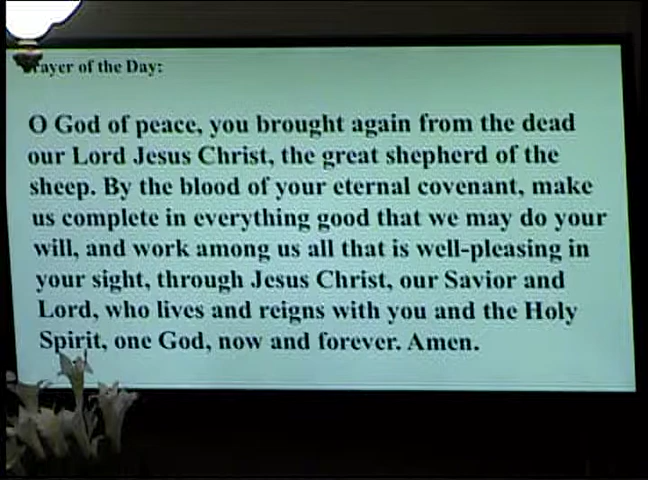 Prayer of the Day:
O God of peace, you brought again from the dead
our Lord Jesus Christ, the great shepherd of the
sheep. By the blood of your eternal covenant, make
us complete in everything good that we may do your
will, and work among us all that is well-pleasing in
your sight, through Jesus Christ, our Savior and
Lord, who lives and reigns with you and the Holy
Spirit, one God, now and forever. Amen.